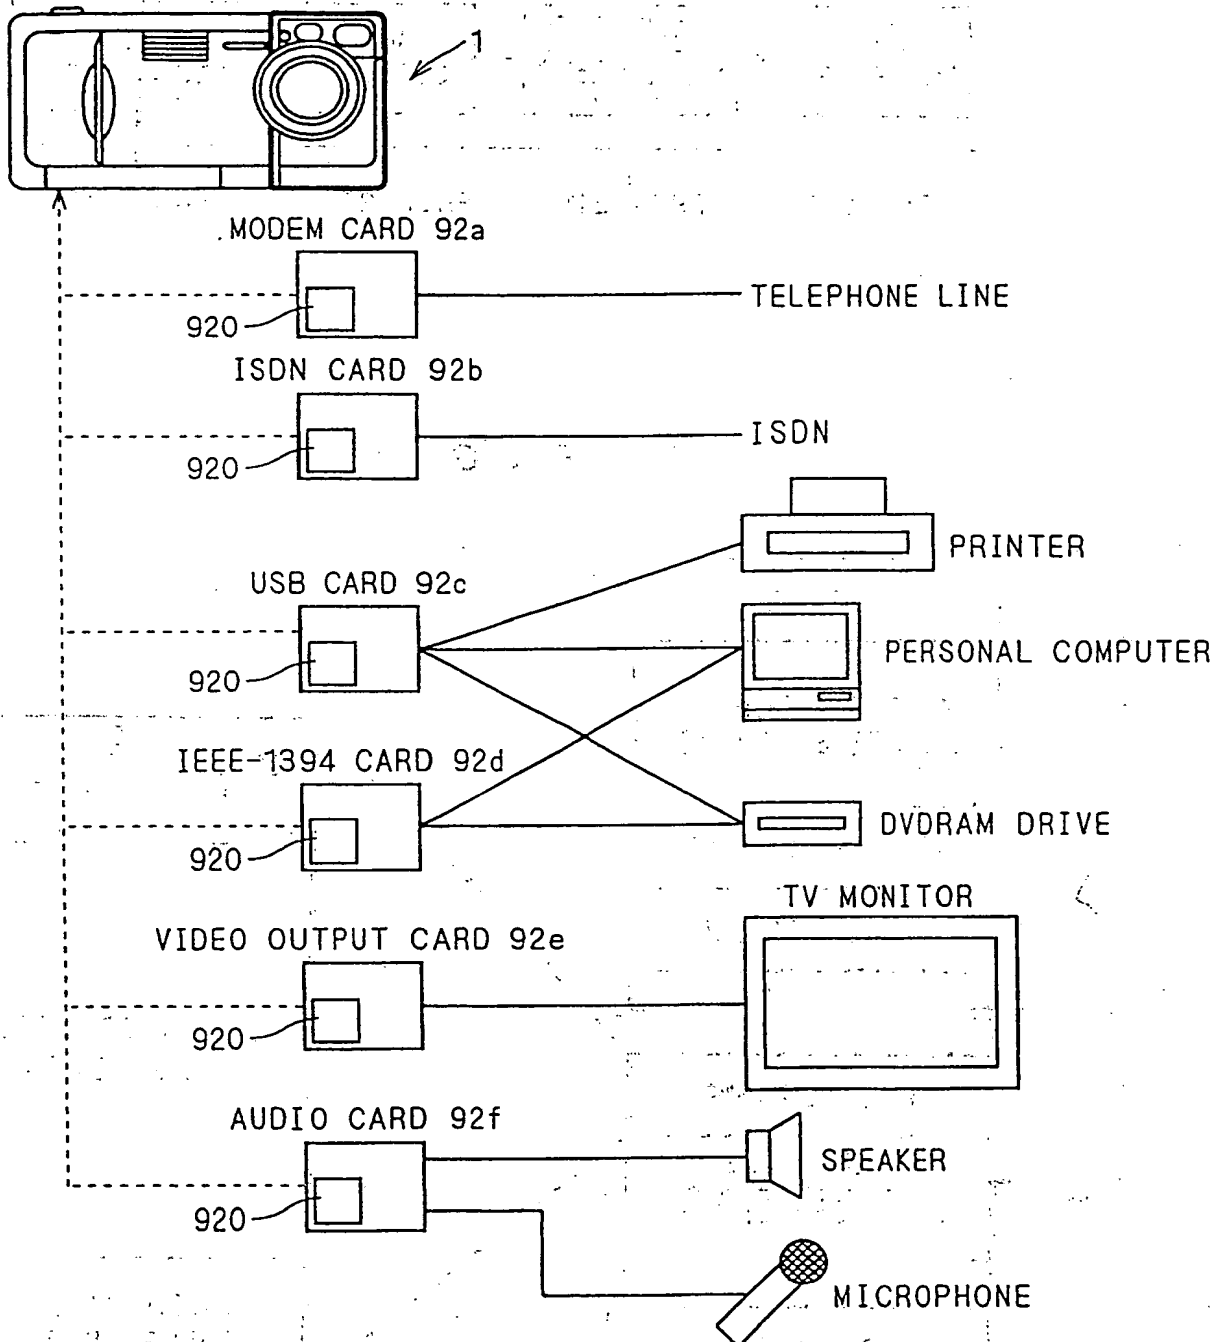 1
MODEM CARD 92a
TELEPHONE LINE
920
ISDN CARD 92b
ISDN
920
PRINTER
USB CARD 92c
PERSONAL COMPUTER
920
IEEE-1394 CARD 92d
DVDRAM DRIVE
920
TV MONITOR
VIDEO OUTPUT CARD 92e
920
AUDIO CARD 92f
SPEAKER
920
MICROPHONE